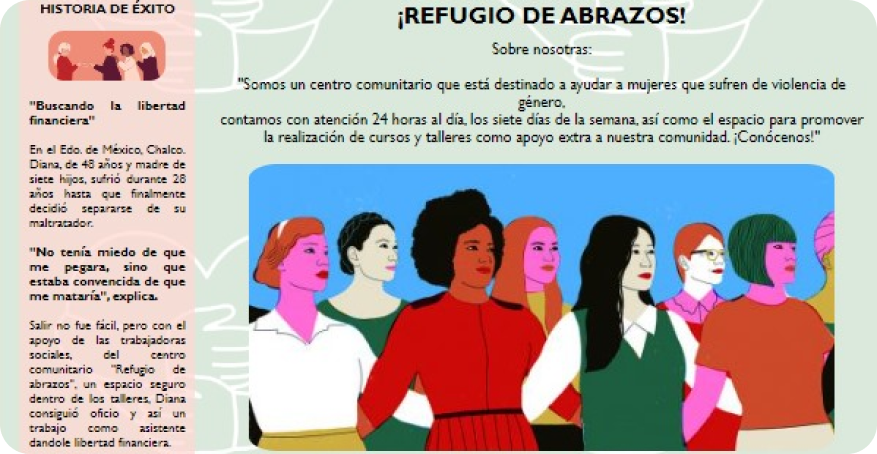 HISTORIA DE ÉXITO
"Buscando la libertad
financiera"
En el Edo. de México, Chalco.
Diana, de 48 años y madre de
siete hijos, sufrió durante 28
años hasta que finalmente
decidió separarse de su
maltratador.
"No tenía miedo de que
me pegara, sino que
estaba convencida de que
me mataría", explica.
Salir no fue fácil, pero con el
apoyo de las trabajadoras
sociales, del centro
comunitario "Refugio de
abrazos", un espacio seguro
dentro de los talleres, Diana
consiguió oficio y así un
trabajo como asistente
dandole libertad financiera.
¡REFUGIO DE ABRAZOS!
Sobre nosotras:
"Somos un centro comunitario que está destinado a ayudar a mujeres que sufren de violencia de
género,
contamos con atención 24 horas al día, los siete días de la semana, así como el espacio para promover
la realización de cursos y talleres como apoyo extra a nuestra comunidad. ¡Conócenos!"